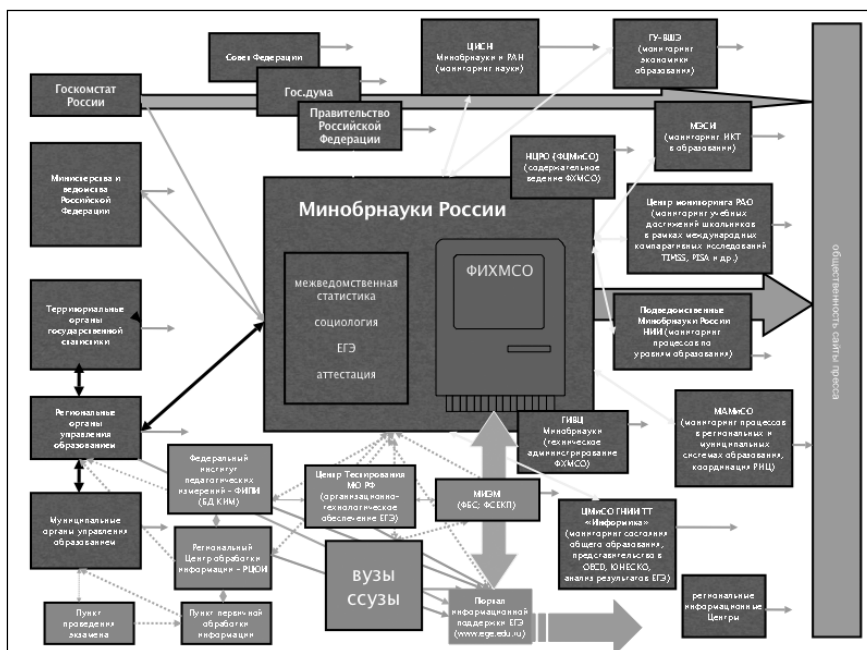 Совет Федерации
Гос.дума
Правительство
Российской
Федерации
ЦИСН
Минобрнауки и РАН
(мониторинг науки)
ГУ-ВШЭ
(мониторинг
экономики
образования)
Госкомстат
России
МЭСИ
(мониторинг ИКТ
в образовании)
НЦРО (ФЦМиСО)
(содержательное
ведение ФХМСО)
Министерства и
ведомства
Российской
Федерации
Минобрнауки России
межведомственная
статистика
социология
ЕГЭ
аттестация
ФИХМСО
Центр мониторинга РАО
(мониторинг учебных
достижений школьников
в рамках международных
компаративных исследований
TIMSS, PISA и др.)
Территориальные
органы
государственной
статистики
Подведомственные
Минобрнауки России
НИИ (мониторинг
процессов по
уровням образования)
общественность сайты пресса
Региональные
органы
управления
образованием
МАМиСО
(мониторинг процессов
в региональных и
муниципальных
системах образования,
координация РИЦ)
ГИВЦ
Минобрнауки
(техническое
администрирование
ФХМСО)
Федеральный
институт
педагогических
измерений - ФИПИ
(БД КИМ)
Центр Тестирования
МО РФ
(организационно-
технологическое
обеспечение ЕГЭ)
МИЭМ
(ФБС; ФСЕКП)
ЦМиСО ГНИИ ТТ
«Информика»
(мониторинг состояния
общего образования,
представительство в
OECD, ЮНЕСКО,
анализ результатов ЕГЭ)
Муниципальные
органы управления
образованием
Региональный
Центр обработки
информации - РЦОИ
вузы
ссузы
Портал
информационной
поддержки ЕГЭ
(www.ege.edu.ru)
региональные
информационные
Центры
Пункт
проведения
экзамена
Пункт первичной
обработки
информации